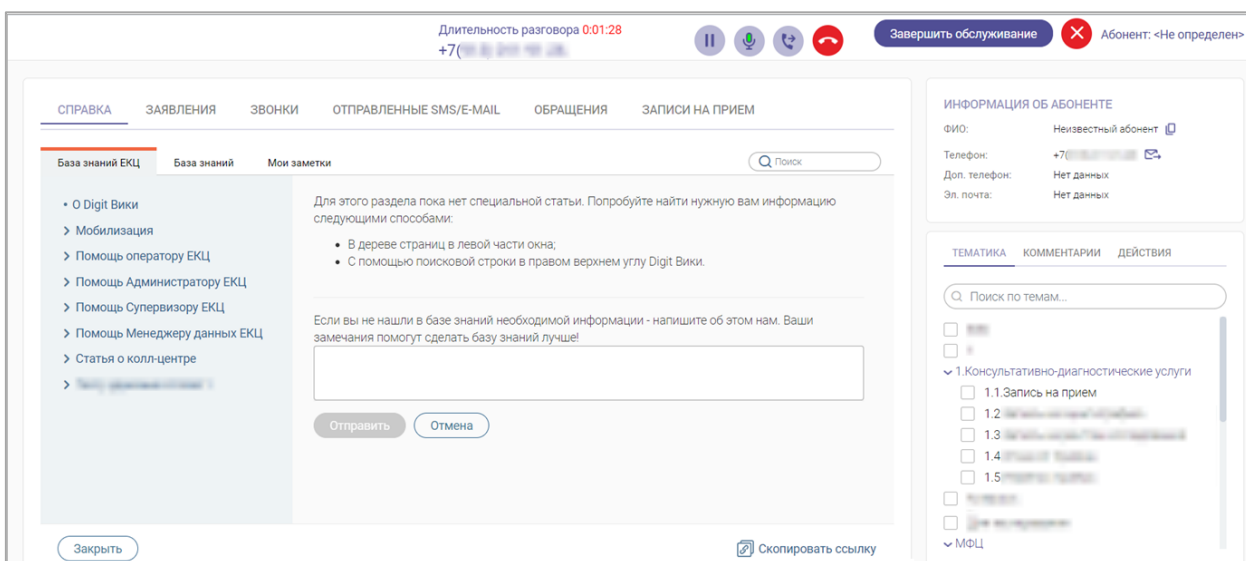 Длительность разговора 0:01:28
+7(
Завершить обслуживание
Абонент: <Не определен>
СПРАВКА ЗАЯВЛЕНИЯ ЗВОНКИ ОТПРАВЛЕННЫЕ SMS/E-MAIL ОБРАЩЕНИЯ ЗАПИСИ НА ПРИЕМ
База знаний ЕКЦ База знаний Мои заметки Поиск
• О Digit Вики
Мобилизация
Помощь оператору ЕКЦ
Помощь Администратору ЕКЦ
Помощь Супервизору ЕКЦ
Помощь Менеджеру данных ЕКЦ
Статья о колл-центре
Для этого раздела пока нет специальной статьи. Попробуйте найти нужную вам информацию
следующими способами:
• В дереве страниц в левой части окна;
• С помощью поисковой строки в правом верхнем углу Digit Вики.
Если вы не нашли в базе знаний необходимой информации - напишите об этом нам. Ваши
замечания помогут сделать базу знаний лучше!
Отправить Отмена
Закрыть Скопировать ссылку
ИНФОРМАЦИЯ ОБ АБОНЕНТЕ
ФИО: Неизвестный абонент
Телефон: +7(
Доп. телефон: Нет данных
Эл. почта: Нет данных
ТЕМАТИКА КОММЕНТАРИИ ДЕЙСТВИЯ
Поиск по темам...
1.Консультативно-диагностические услуги
1.1.Запись на прием
1.2
1.3
1.4
1.5
МФЦ